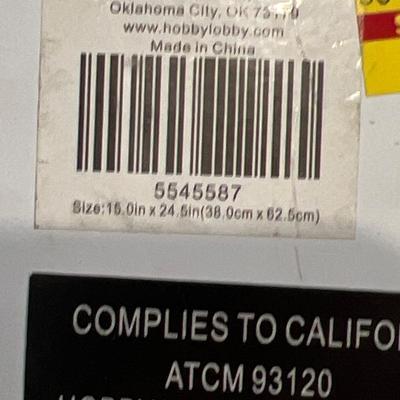 Oklahoma City, OK
www.hobbylobby.com
Made in China
5545587
Size:15.0in x 24.5in(38.0cm x 62.5cm)
COMPLIES TO CALIFO
ATCM 93120